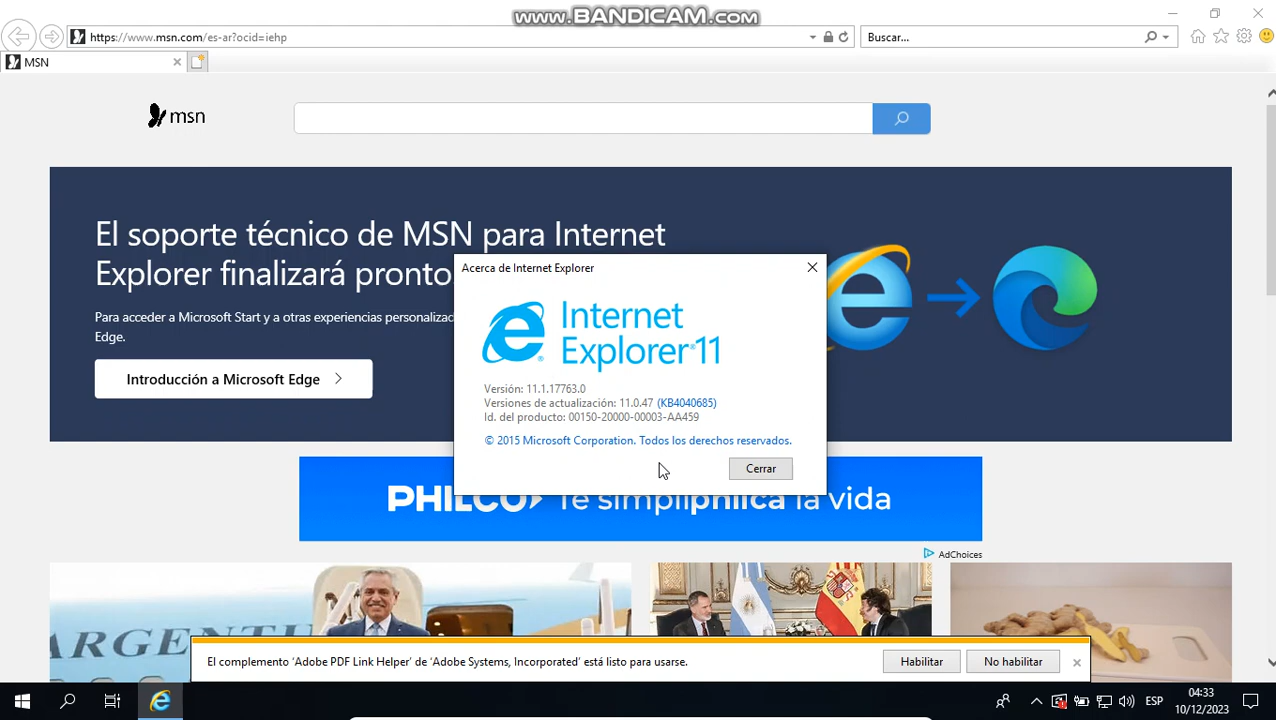 www.BANDICAM.com
https://www.msn.com/es-ar?ocid=iehp
Buscar...
MSN
msn
El soporte técnico de MSN para Internet
Explorer finalizará pronto
Para acceder a Microsoft Start y a otras experiencias
Edge.
Introducción a Microsoft Edge
Acerca de Internet Explorer
Internet
Explorer®11
Versión: 11.1.17763.0
Versiones de actualización: 11.0.47 (KB4040685)
Id. del producto: 00150-20000-00003-AA459
© 2015 Microsoft Corporation. Todos los derechos reservados.
Cerrar
PHILCO Te simpliphica la vida
AdChoices
ARGENTI
El complemento ‘Adobe PDF Link Helper’ de ‘Adobe Systems, Incorporated’ está listo para usarse.
Habilitar
No habilitar
ESP
04:33
10/12/2023